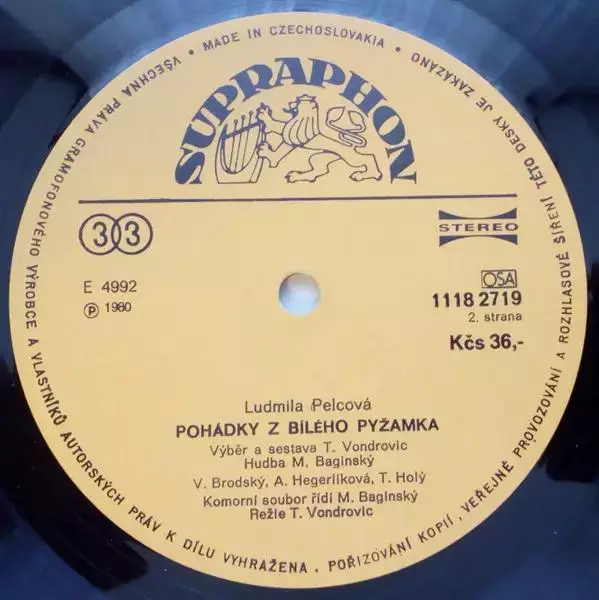 VŠECHNA PRÁVA GRAMOFONOVÉHO VÝROBCE A VLASTNÍKŮ AUTORSKÝCH PRÁV K DÍLU VYHRAŽENA . POŘIZOVÁNÍ KOPIÍ, VEŘEJNÉ PROVOZOVÁNÍ A ROZHLASOVÉ ŠÍŘENÍ TÉTO DESKY JE ZAKÁZÁNO
• MADE IN CZECHOSLOVAKIA •
SUPRAPHON
33
STEREO
E 4992
℗ 1980
OSA
1118 2719
2. strana
Kčs 36,-
Ludmila Pelcová
POHÁDKY Z BÍLÉHO PYŽAMKA
Výběr a sestava T. Vondrovic
Hudba M. Baginský
V. Brodský, A. Hegerlíková, T. Holý
Komorní soubor řídí M. Baginský
Režie T. Vondrovic